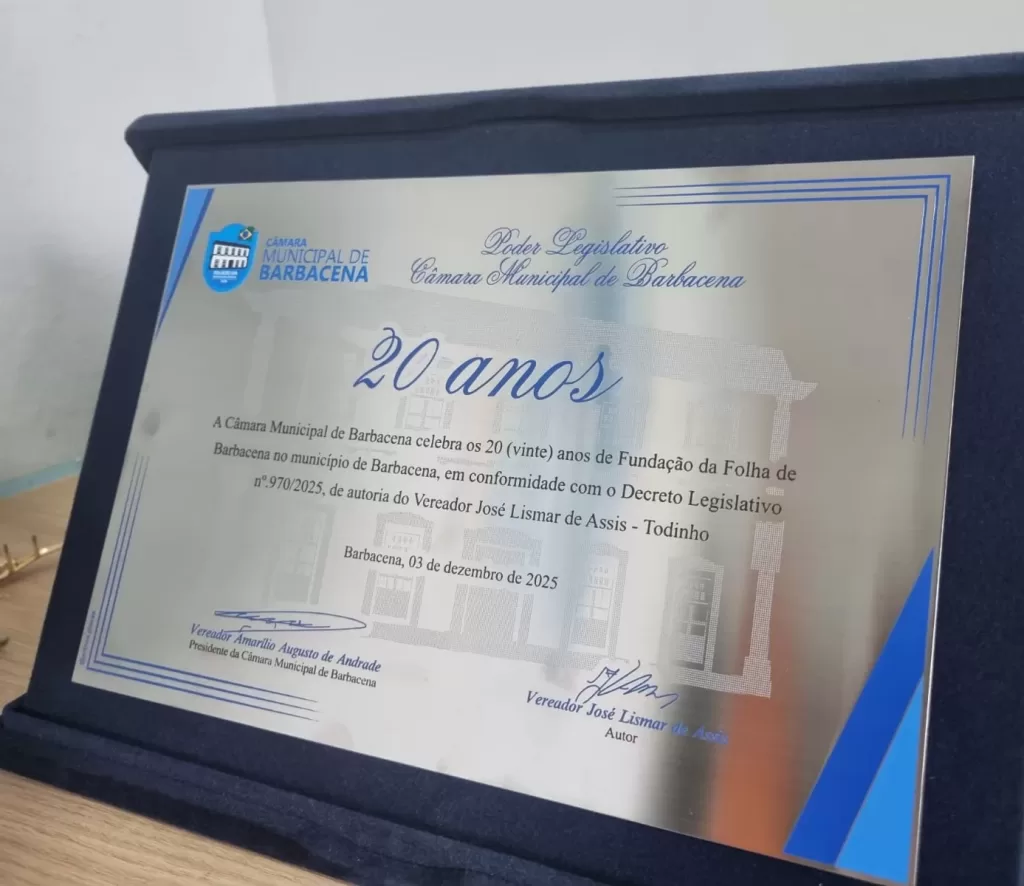 CÂMARA
MUNICIPAL DE
BARBACENA
Poder Legislativo
Câmara Municipal de Barbacena
20 anos
A Câmara Municipal de Barbacena celebra os 20 (vinte) anos de Fundação da Folha de
Barbacena no município de Barbacena, em conformidade com o Decreto Legislativo
nº.970/2025, de autoria do Vereador José Lismar de Assis - Todinho
Barbacena, 03 de dezembro de 2025
Vereador Amarílio Augusto de Andrade
Presidente da Câmara Municipal de Barbacena
Vereador José Lismar de Assis
Autor